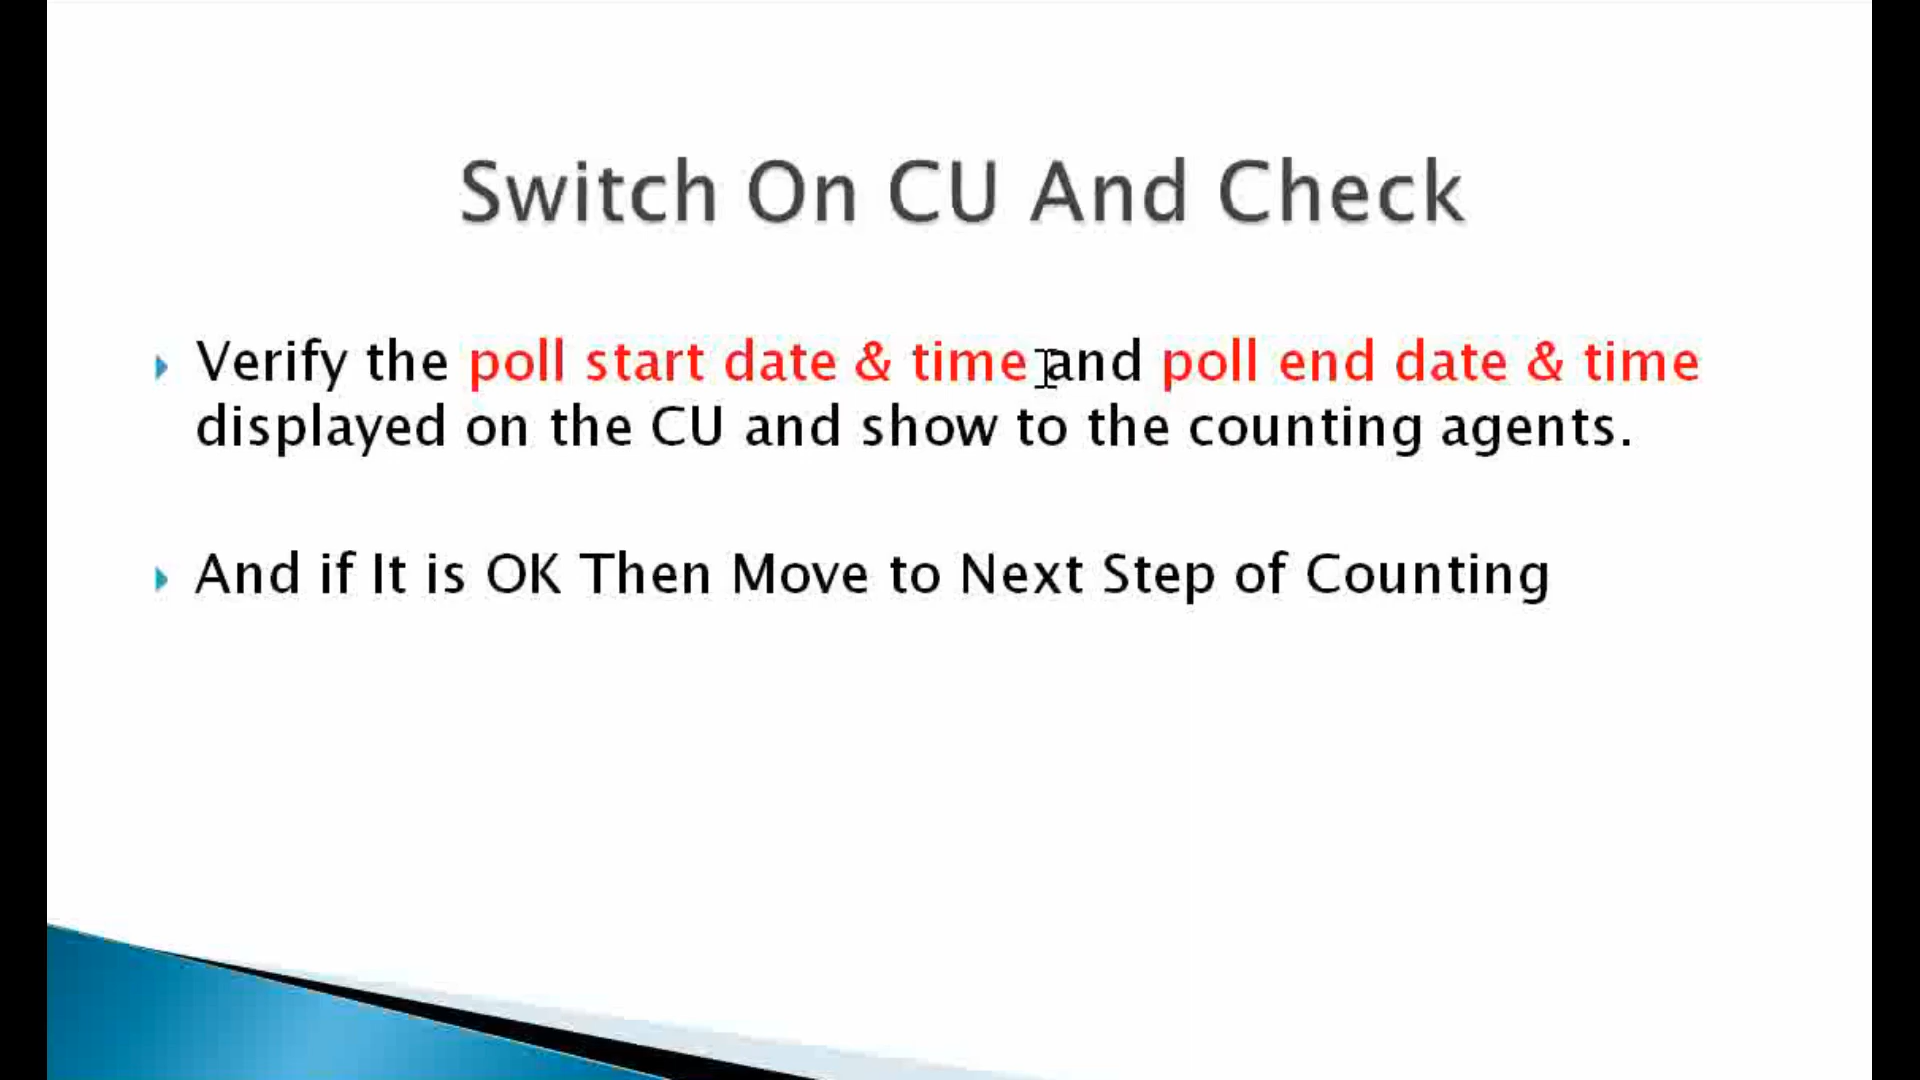 Switch On CU And Check
Verify the poll start date & time and poll end date & time
displayed on the CU and show to the counting agents.
And if It is OK Then Move to Next Step of Counting